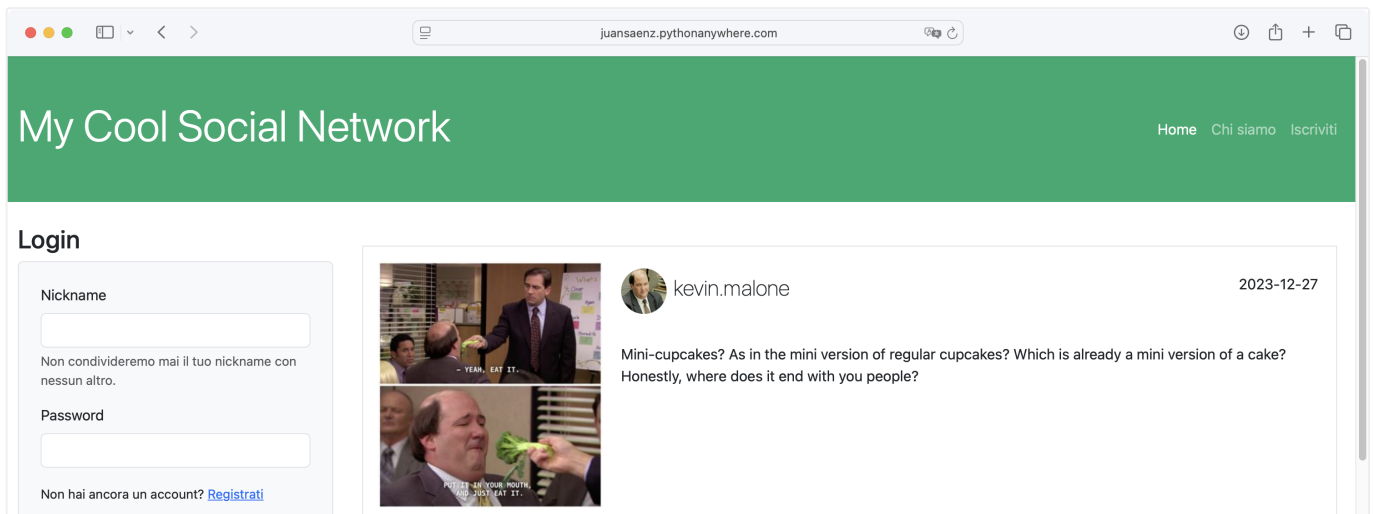 juansaenz.pythonanywhere.com
My Cool Social Network
Home Chi siamo Iscriviti
Login
Nickname
Non condivideremo mai il tuo nickname con
nessun altro.
Password
Non hai ancora un account? Registrati
- YEAH, EAT IT.
PUT IT IN YOUR MOUTH,
AND JUST EAT IT.
kevin.malone
2023-12-27
Mini-cupcakes? As in the mini version of regular cupcakes? Which is already a mini version of a cake?
Honestly, where does it end with you people?